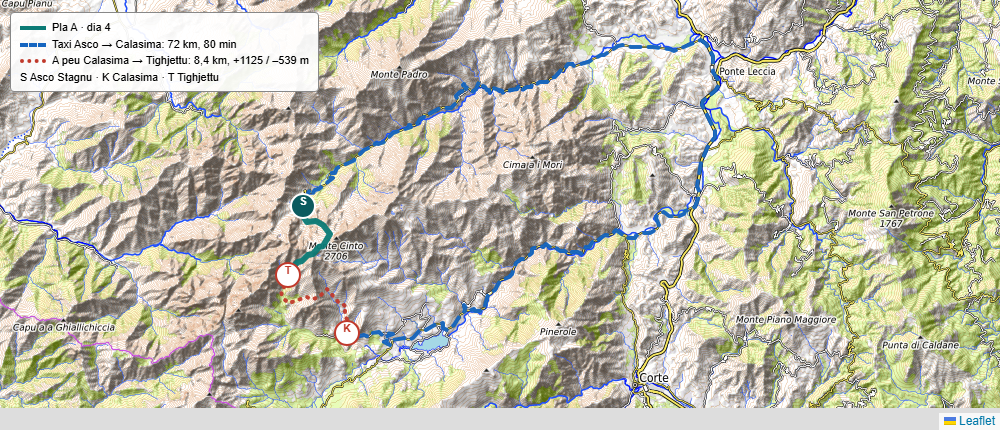 Capu Pianu
Pla A · dia 4
Taxi Asco → Calasima: 72 km, 80 min
A peu Calasima → Tighjettu: 8,4 km, +1125 / –539 m
S Asco Stagnu · K Calasima · T Tighjettu
Monte Padro
Ponte Leccia
Monte S
Cima a i Mori
S
Monte San Petrone
1767
Monte Cinto
2706
T
Capu a a Ghiallichiccia
K
Monte Piano Maggiore
Pinerole
Punta di Caldane
Corte
Leaflet